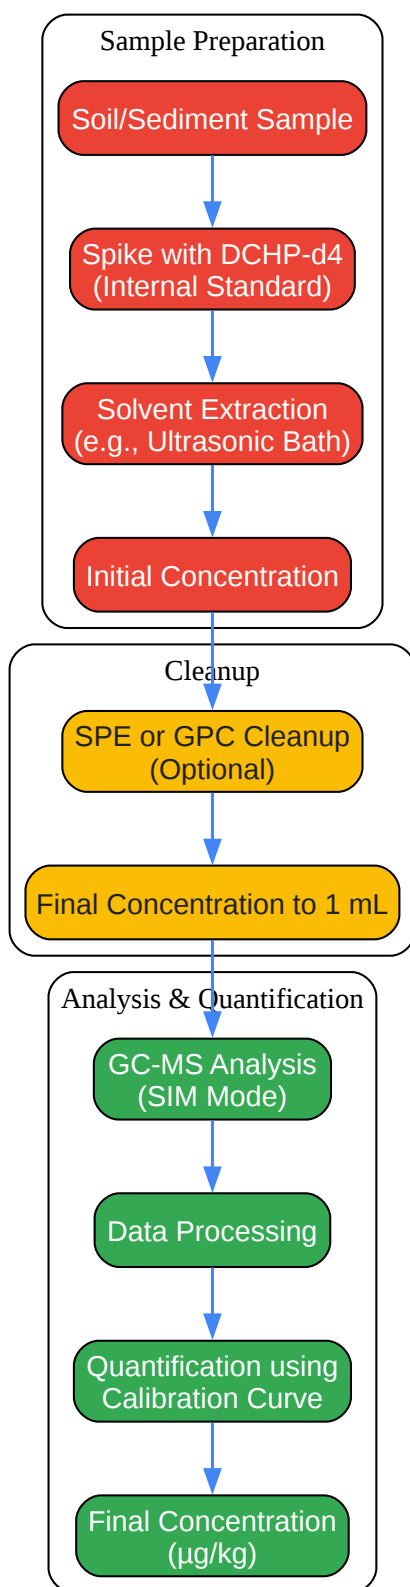 Sample Preparation
Soil/Sediment Sample
Spike with DCHP-d4
(Internal Standard)
Solvent Extraction
(e.g., Ultrasonic Bath)
Initial Concentration
Cleanup
SPE or GPC Cleanup
(Optional)
Final Concentration to 1 mL
Analysis & Quantification
GC-MS Analysis
(SIM Mode)
Data Processing
Quantification using
Calibration Curve
Final Concentration
(µg/kg)